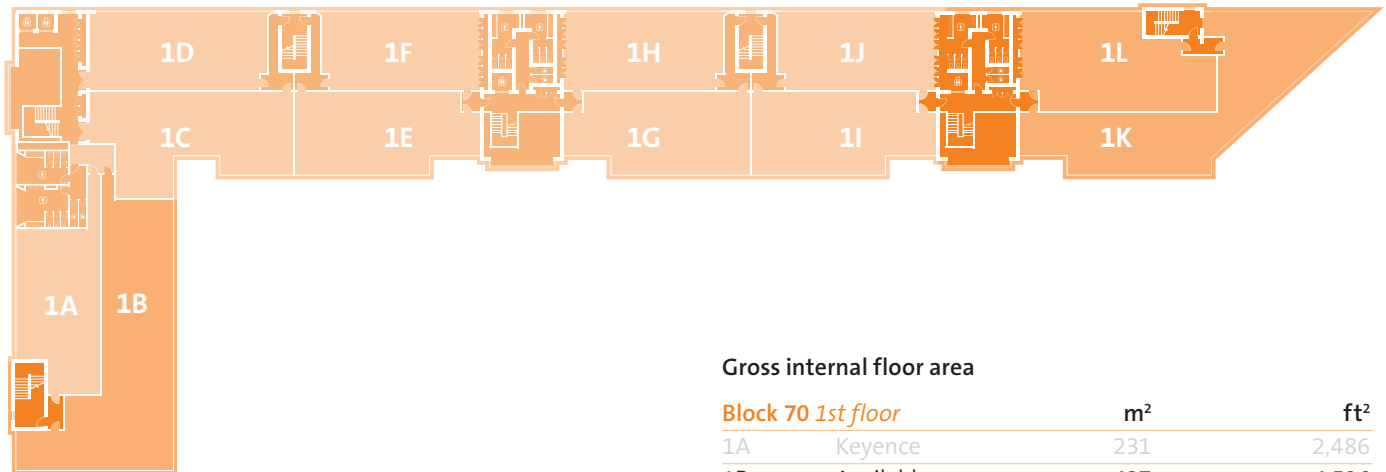 1D 1F 1H 1J 1L
1C 1E 1G 1I 1K
1A 1B
Gross internal floor area
Block 70 1st floor m² ft²
1A Keyence 231 2,486